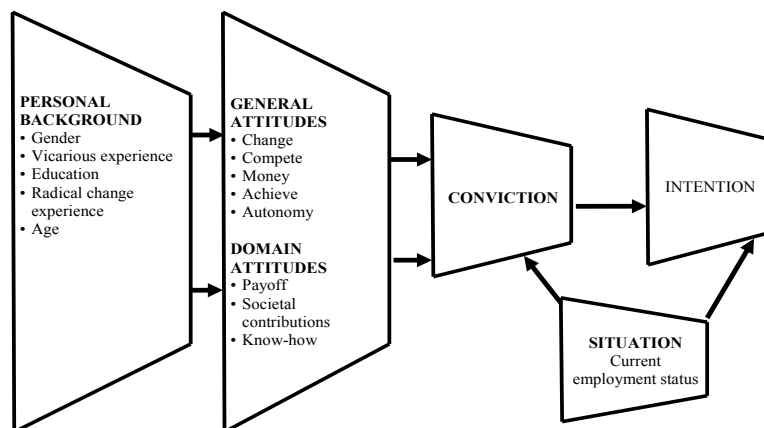 PERSONAL
BACKGROUND
• Gender
• Vicarious experience
• Education
• Radical change
experience
• Age
GENERAL
ATTITUDES
• Change
• Compete
• Money
• Achieve
• Autonomy
DOMAIN
ATTITUDES
• Payoff
• Societal
contributions
• Know-how
CONVICTION
INTENTION
SITUATION
Current
employment status